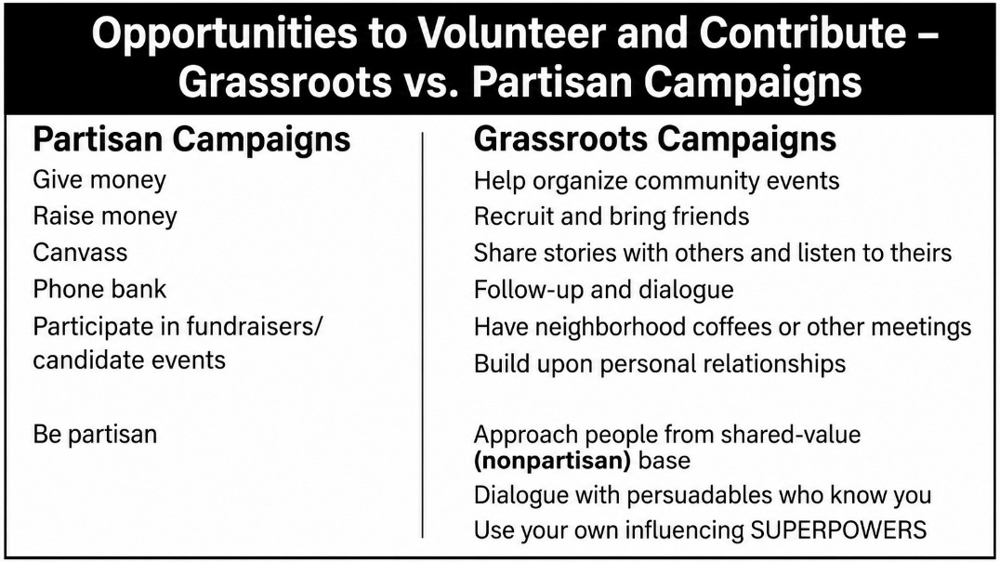 Opportunities to Volunteer and Contribute –
Grassroots vs. Partisan Campaigns
Partisan Campaigns
Give money
Raise money
Canvass
Phone bank
Participate in fundraisers/
candidate events
Be partisan
Grassroots Campaigns
Help organize community events
Recruit and bring friends
Share stories with others and listen to theirs
Follow-up and dialogue
Have neighborhood coffees or other meetings
Build upon personal relationships
Approach people from shared-value
(nonpartisan) base
Dialogue with persuadables who know you
Use your own influencing SUPERPOWERS